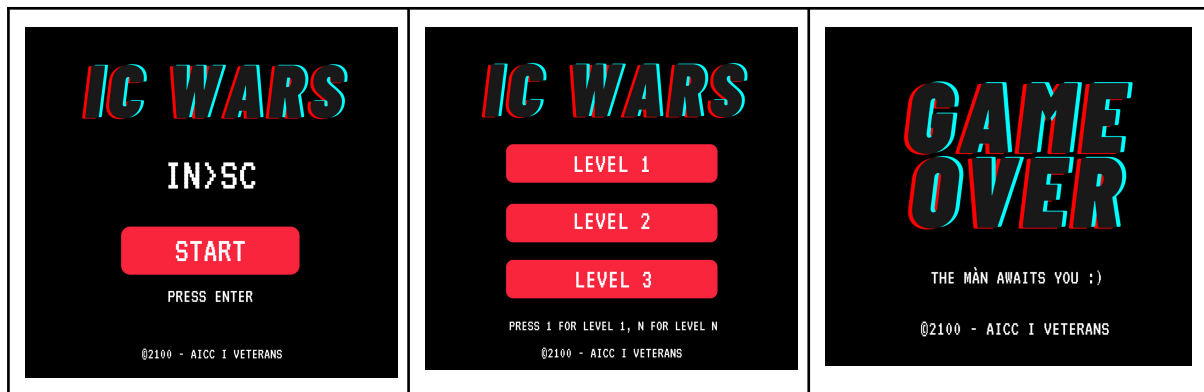 IC WARS
IN>SC
START
PRESS ENTER
@2100 - AICC I VETERANS
IC WARS
LEVEL 1
LEVEL 2
LEVEL 3
PRESS 1 FOR LEVEL 1, N FOR LEVEL N
@2100 - AICC I VETERANS
GAME
OVER
THE MÀN AWAITS YOU :)
@2100 - AICC I VETERANS